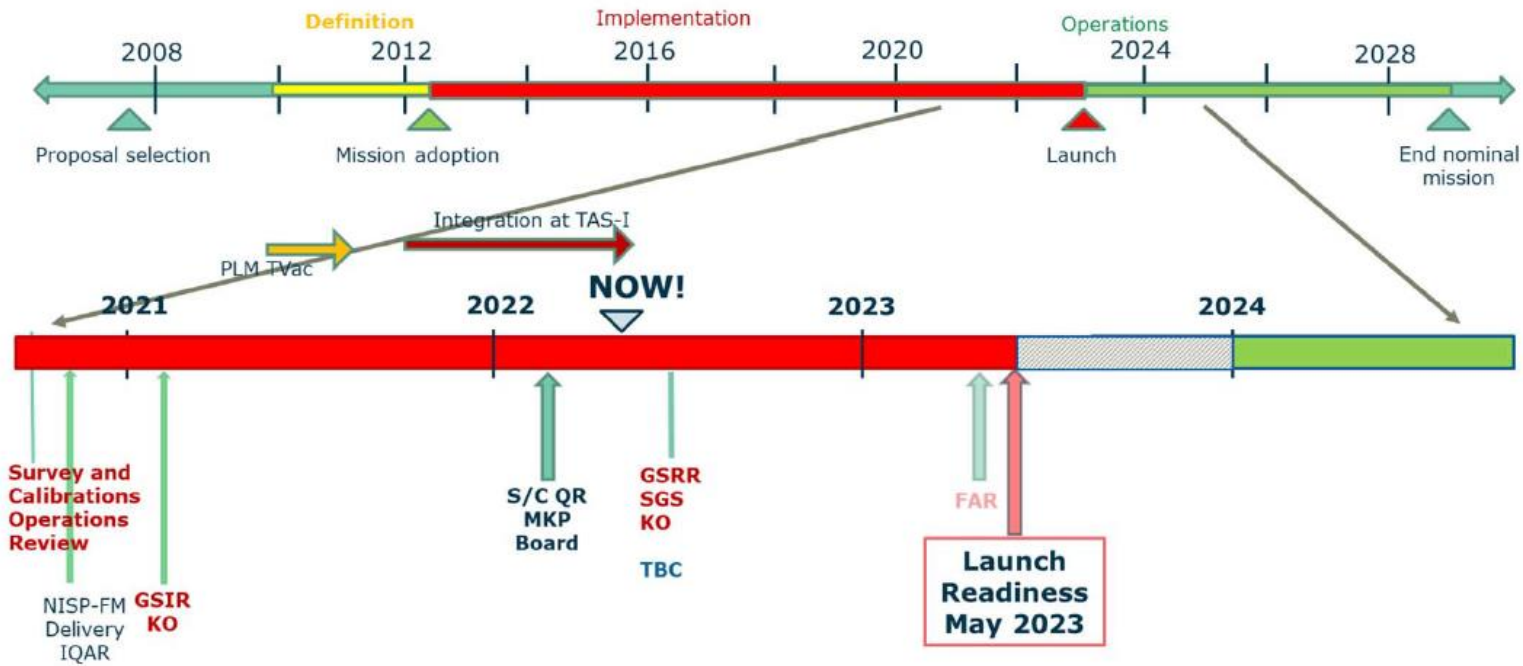 Definition
Implementation
Operations
2008
2012
2016
2020
2024
2028
Proposal selection
Mission adoption
Launch
End nominal
mission
Integration at TAS-I
PLM TVac
NOW!
2021
2022
2023
2024
Survey and
Calibrations
Operations
Review
NISP-FM
Delivery
IQAR
GSIR
KO
S/C QR
MKP
Board
GSRR
SGS
KO
TBC
FAR
Launch
Readiness
May 2023